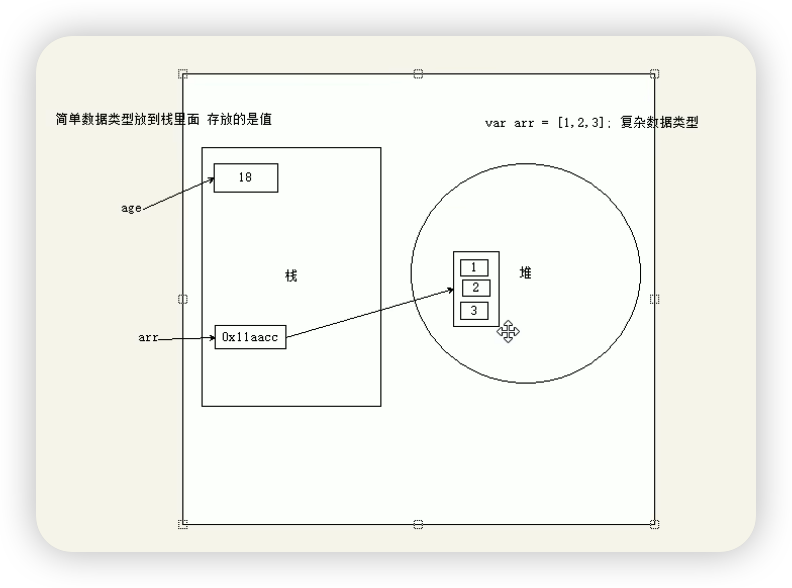 简单数据类型放到栈里面 存放的是值
var arr = [1,2,3]; 复杂数据类型
18
age
栈
堆
1
2
3
arr
0x11aacc